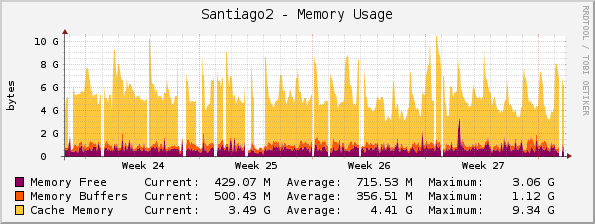 Santiago2 - Memory Usage
RRDTOOL / TOBI OETIKER
bytes
10 G
8 G
6 G
4 G
2 G
0
Week 24 Week 25 Week 26 Week 27
Memory Free Current: 429.07 M Average: 715.53 M Maximum: 3.06 G
Memory Buffers Current: 500.43 M Average: 356.51 M Maximum: 1.12 G
Cache Memory Current: 3.49 G Average: 4.41 G Maximum: 9.34 G